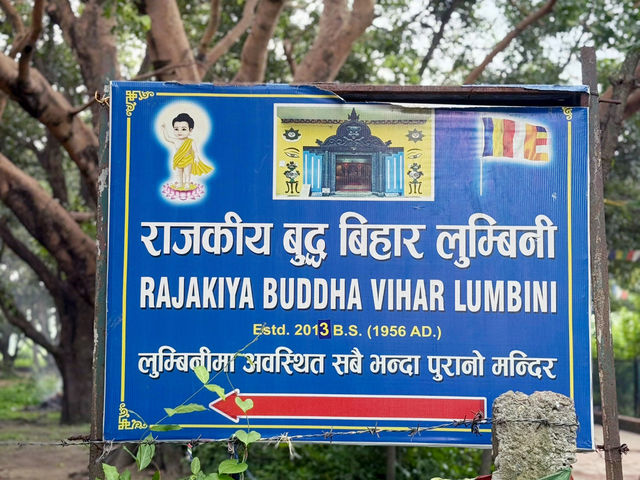 राजकीय बुद्ध बिहार लुम्बिनी
RAJAKIYA BUDDHA VIHAR LUMBINI
Estd. 2013 B.S. (1956 AD.)
लुम्बिनीमा अवस्थित सबै भन्दा पुरानो मन्दिर